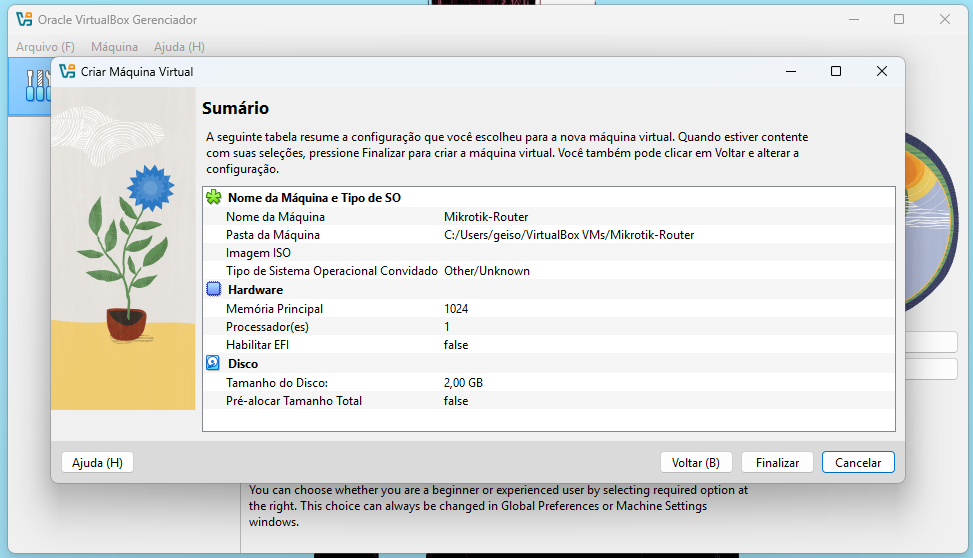 Oracle VirtualBox Gerenciador
Arquivo (F) Máquina Ajuda (H)
Criar Máquina Virtual
Sumário
A seguinte tabela resume a configuração que você escolheu para a nova máquina virtual. Quando estiver contente
com suas seleções, pressione Finalizar para criar a máquina virtual. Você também pode clicar em Voltar e alterar a
configuração.
Nome da Máquina e Tipo de SO
Nome da Máquina Mikrotik-Router
Pasta da Máquina C:/Users/geiso/VirtualBox VMs/Mikrotik-Router
Imagem ISO
Tipo de Sistema Operacional Convidado Other/Unknown
Hardware
Memória Principal 1024
Processador(es) 1
Habilitar EFI false
Disco
Tamanho do Disco: 2,00 GB
Pré-alocar Tamanho Total false
Ajuda (H) Voltar (B) Finalizar Cancelar
You can choose whether you are a beginner or experienced user by selecting required option at
the right. This choice can always be changed in Global Preferences or Machine Settings
windows.